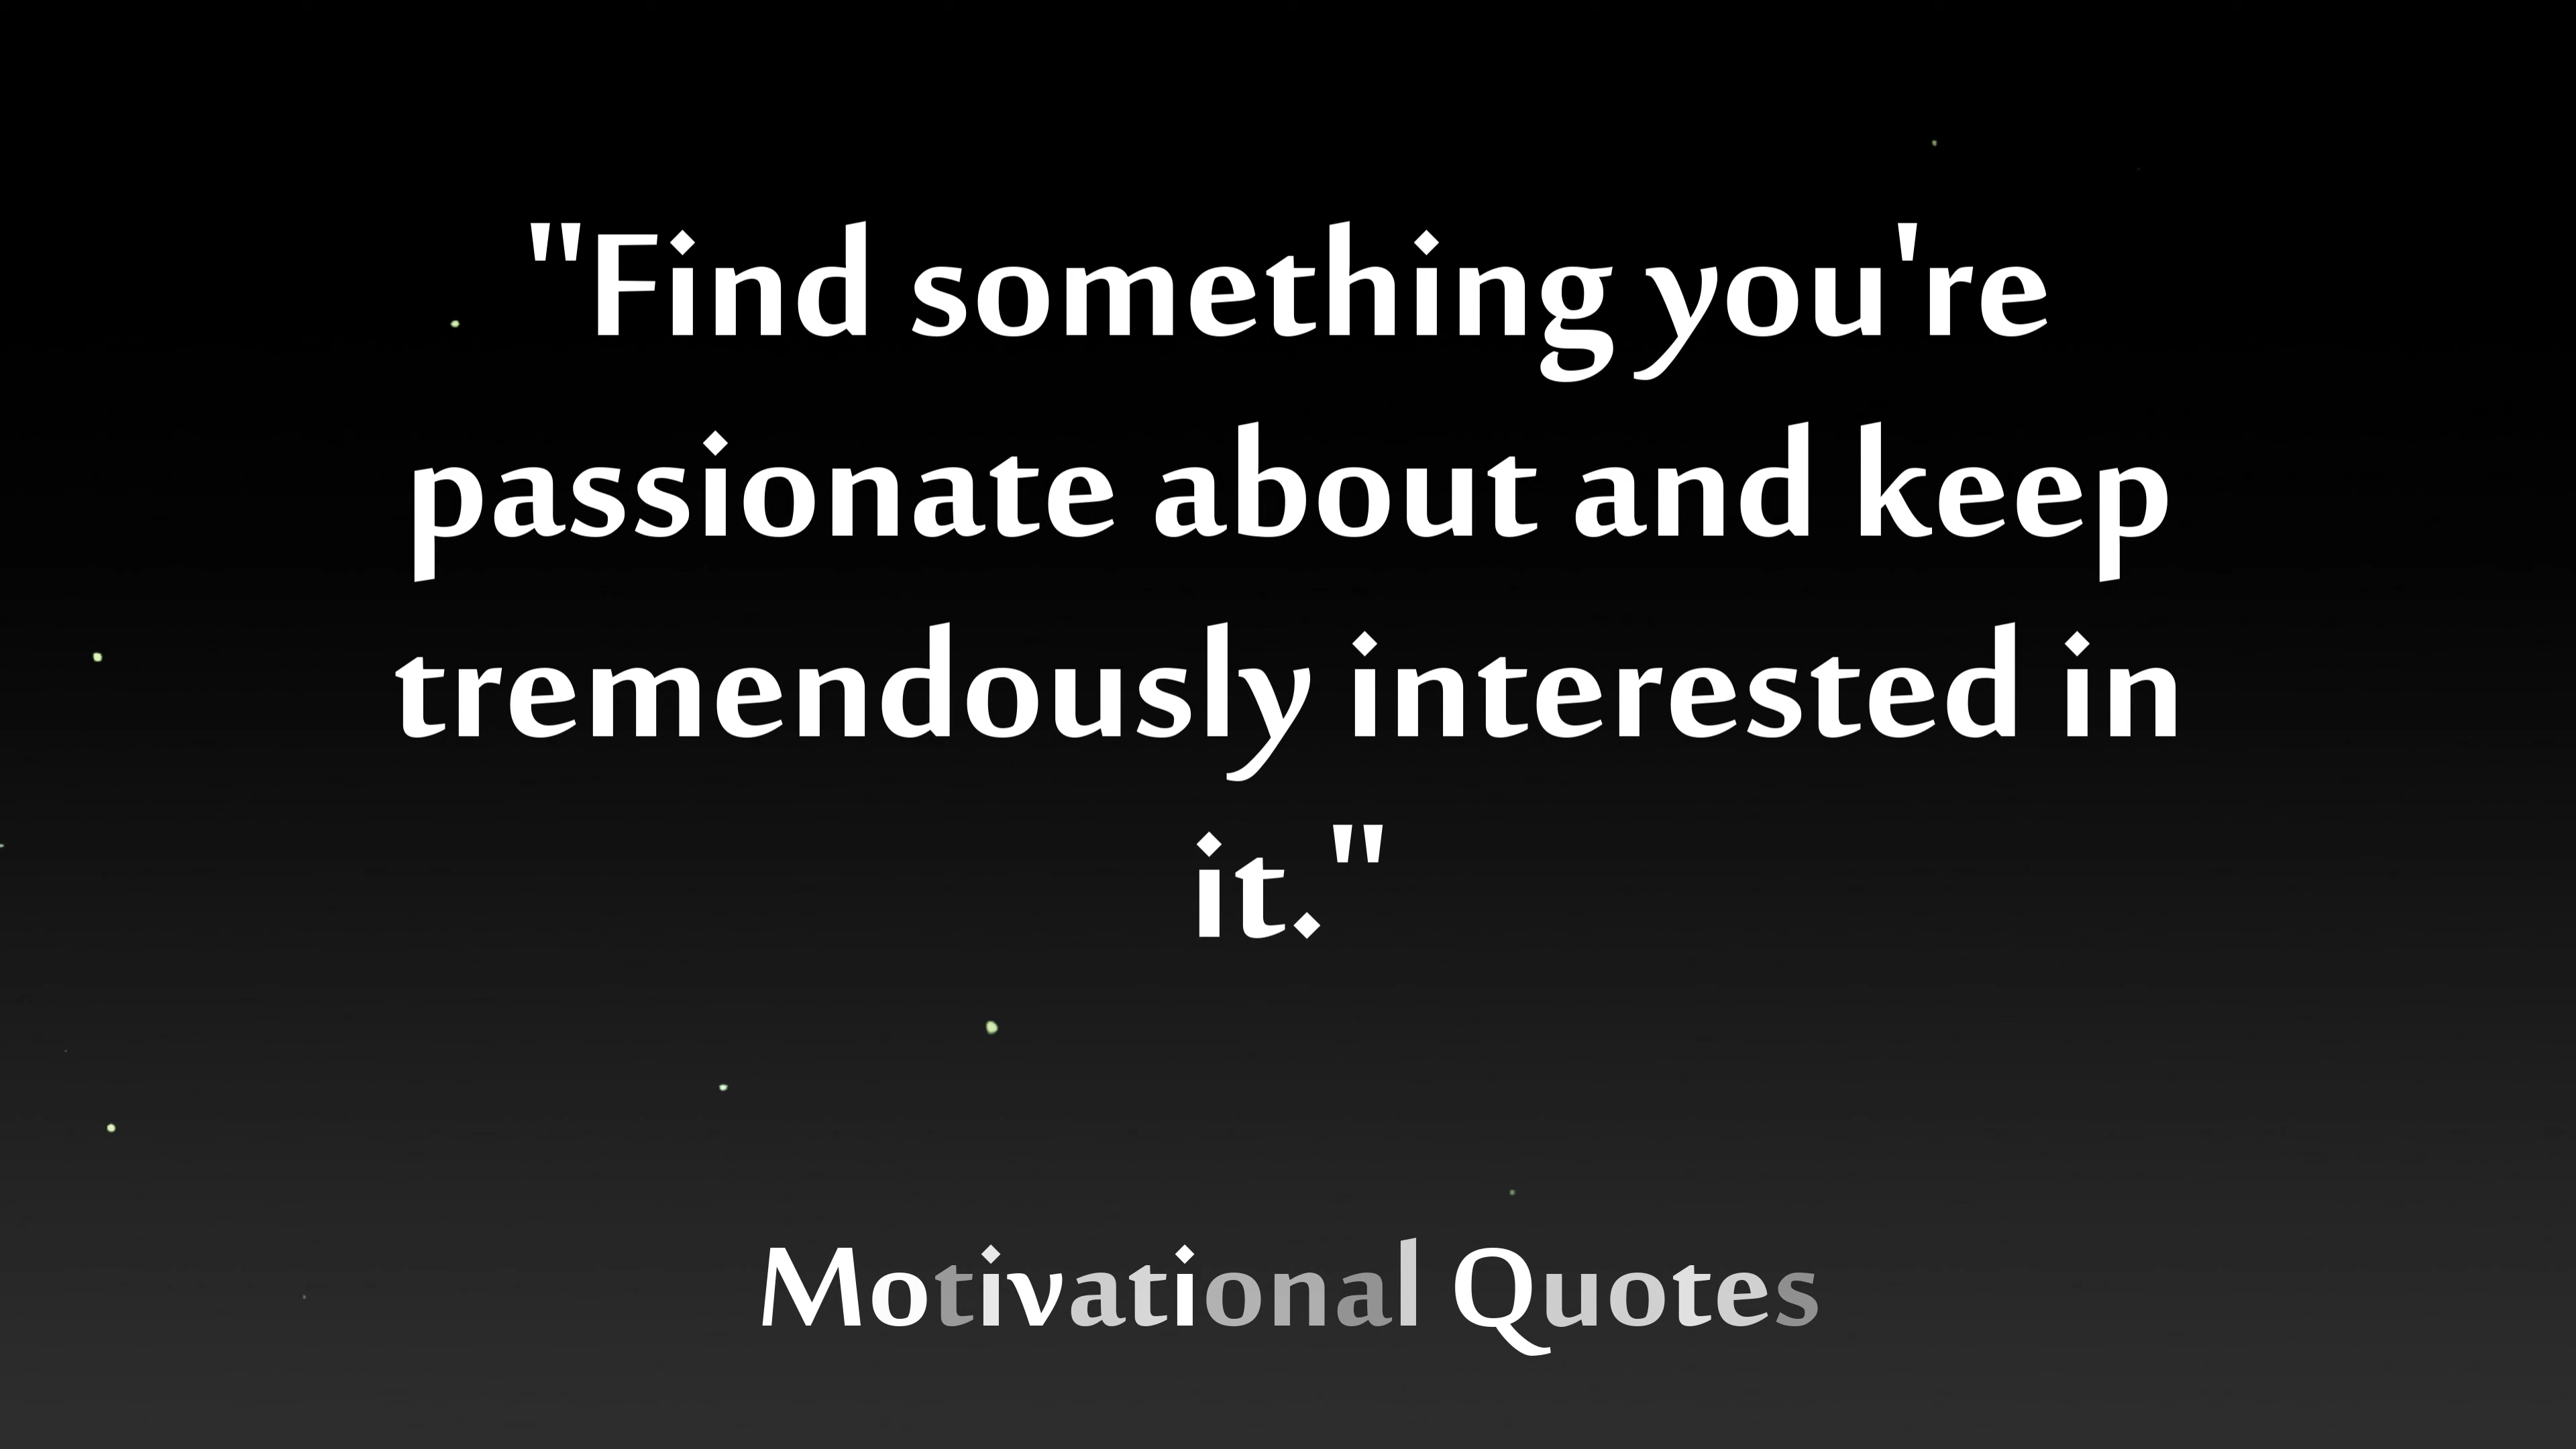 "Find something you're
passionate about and keep
tremendously interested in
it."
Motivational Quotes